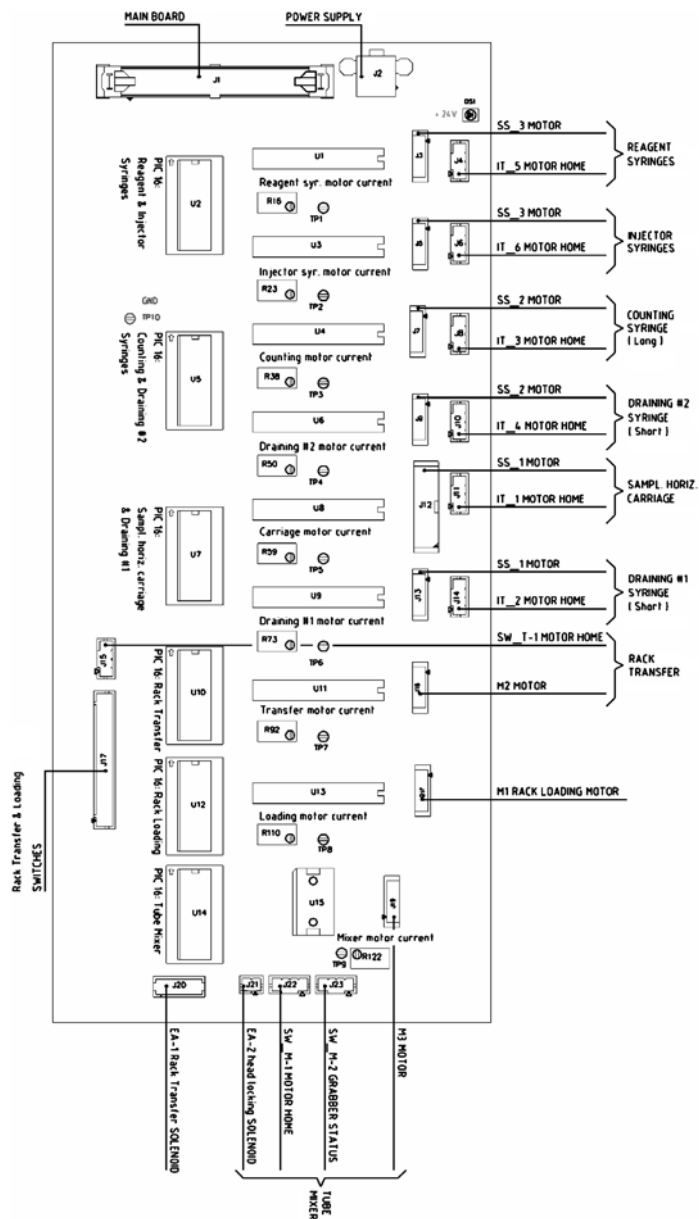 MAIN BOARD
POWER SUPPLY
J1
J2
DS1
+24V
SS_3 MOTOR
REAGENT
SYRINGES
J3
J4
IT_5 MOTOR HOME
U1
PIC 16:
Reagent & Injector
Syringes
U2
Reagent syr. motor current
R16
TP1
SS_3 MOTOR
INJECTOR
SYRINGES
J6
IT_6 MOTOR HOME
U3
Injector syr. motor current
R23
TP2
GND
TP10
SS_2 MOTOR
COUNTING
SYRINGE
( Long )
J7
J8
IT_3 MOTOR HOME
U4
PIC 16:
Counting & Draining #2
Syringes
U5
Counting motor current
R38
TP3
SS_2 MOTOR
DRAINING #2
SYRINGE
( Short )
J9
J10
IT_4 MOTOR HOME
U6
Draining #2 motor current
R50
TP4
SS_1 MOTOR
SAMPL. HORIZ.
CARRIAGE
J12
J11
IT_1 MOTOR HOME
U8
PIC 16:
Sampl. horiz. carriage
& Draining #1
U7
Carriage motor current
R59
TP5
SS_1 MOTOR
DRAINING #1
SYRINGE
( Short )
J13
J14
IT_2 MOTOR HOME
U9
Draining #1 motor current
R73
TP6
SW_T-1 MOTOR HOME
RACK
TRANSFER
J15
J16
M2 MOTOR
U11
PIC 16: Rack Transfer
U10
Transfer motor current
R92
TP7
J17
Rack Transfer & Loading
SWITCHES
PIC 16: Rack Loading
U12
U13
M1 RACK LOADING MOTOR
Loading motor current
R110
TP8
PIC 16: Tube Mixer
U14
U15
Mixer motor current
TP9
R122
J20
J21
J22
J23
EA-1 Rack Transfer SOLENOID
EA-2 head locking SOLENOID
SW_M-1 MOTOR HOME
SW_M-2 GRABBER STATUS
M3 MOTOR
TUBE
MIXER